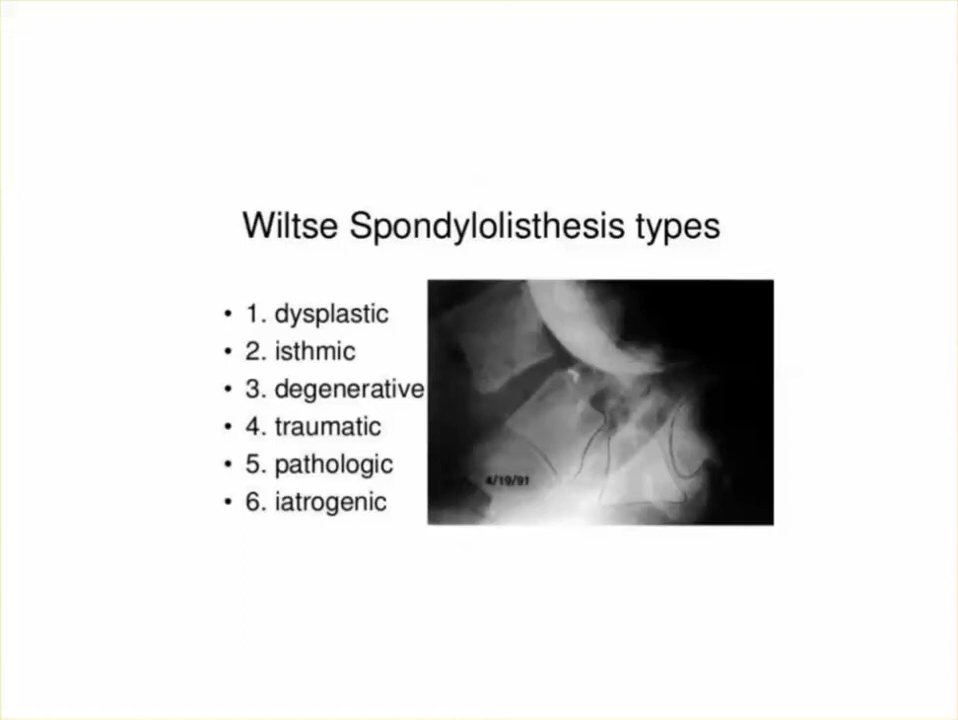 Wiltse Spondylolisthesis types
• 1. dysplastic
• 2. isthmic
• 3. degenerative
• 4. traumatic
• 5. pathologic
• 6. iatrogenic
4/19/91